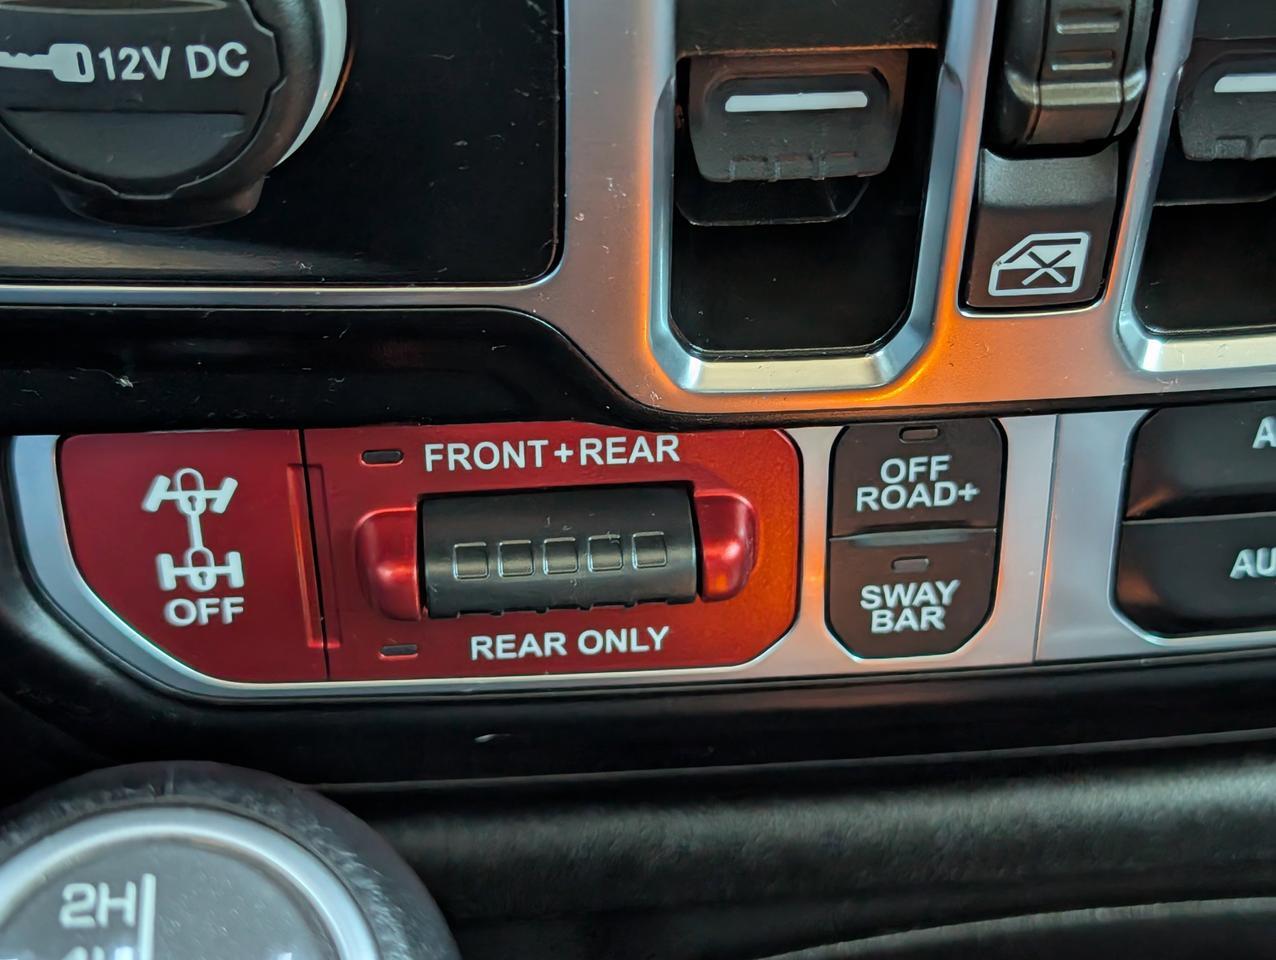 12V DC
FRONT+REAR
OFF
REAR ONLY
OFF
ROAD+
SWAY
BAR
2H